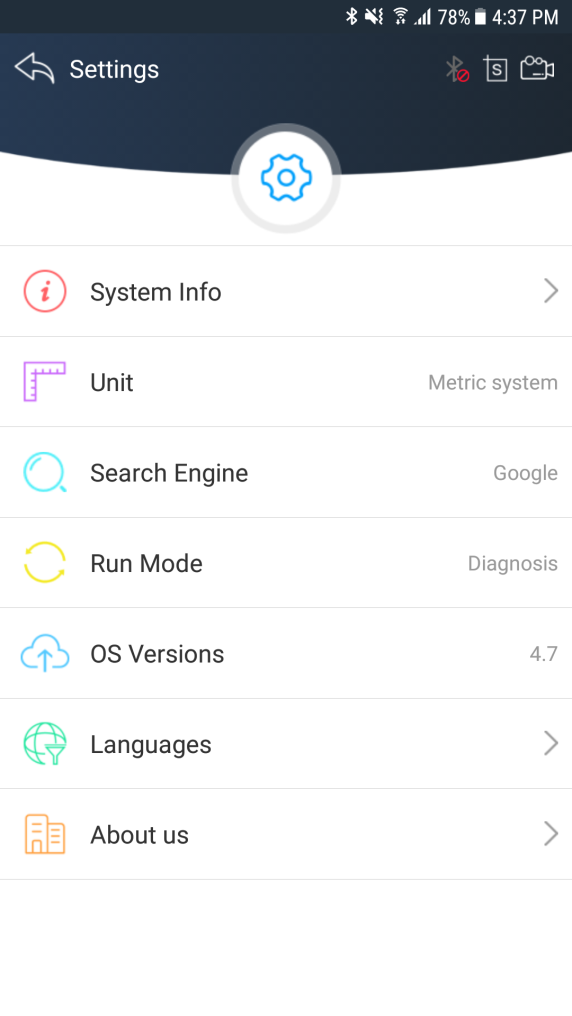 78% 4:37 PM
Settings
S
System Info
Unit Metric system
Search Engine Google
Run Mode Diagnosis
OS Versions 4.7
Languages
About us